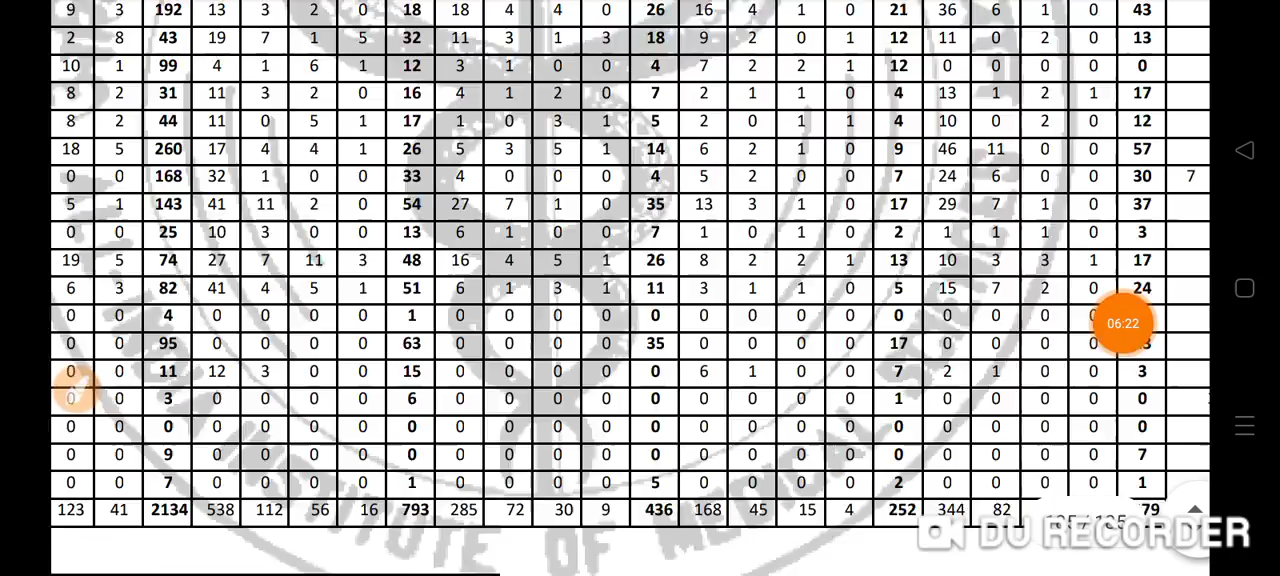 9 3 192 13 3 2 0 18 18 4 4 0 26 16 4 1 0 21 36 6 1 0 43
2 8 43 19 7 1 5 32 11 3 1 3 18 9 2 0 1 12 11 0 2 0 13
10 1 99 4 1 6 1 12 3 1 0 0 4 7 2 2 1 12 0 0 0 0 0
8 2 31 11 3 2 0 16 4 1 2 0 7 2 1 1 0 4 13 1 2 1 17
8 2 44 11 0 5 1 17 1 0 3 1 5 2 0 1 1 4 10 0 2 0 12
18 5 260 17 4 4 1 26 5 3 5 1 14 6 2 1 0 9 46 11 0 0 57
0 0 168 32 1 0 0 33 4 0 0 0 4 5 2 0 0 7 24 6 0 0 30 7
5 1 143 41 11 2 0 54 27 7 1 0 35 13 3 1 0 17 29 7 1 0 37
0 0 25 10 3 0 0 13 6 1 0 0 7 1 0 1 0 2 1 1 1 0 3
19 5 74 27 7 11 3 48 16 4 5 1 26 8 2 2 1 13 10 3 3 1 17
6 3 82 41 4 5 1 51 6 1 3 1 11 3 1 1 0 5 15 7 2 0 24
0 0 4 0 0 0 0 1 0 0 0 0 0 0 0 0 0 0 0 0 0
06:22
0 0 95 0 0 0 0 63 0 0 0 0 35 0 0 0 0 17 0 0 0 0
0 0 11 12 3 0 0 15 0 0 0 0 0 6 1 0 0 7 2 1 0 0 3
0 0 3 0 0 0 0 6 0 0 0 0 0 0 0 0 0 1 0 0 0 0 0
0 0 0 0 0 0 0 0 0 0 0 0 0 0 0 0 0 0 0 0 0 0 0
0 0 9 0 0 0 0 0 0 0 0 0 0 0 0 0 0 0 0 0 0 0 7
0 0 7 0 0 0 0 1 0 0 0 0 5 0 0 0 0 2 0 0 0 0 1
123 41 2134 538 112 56 16 793 285 72 30 9 436 168 45 15 4 252 344 82 79
ALL INDIA INSTITUTE OF MEDICAL SCIENCES
DU RECORDER